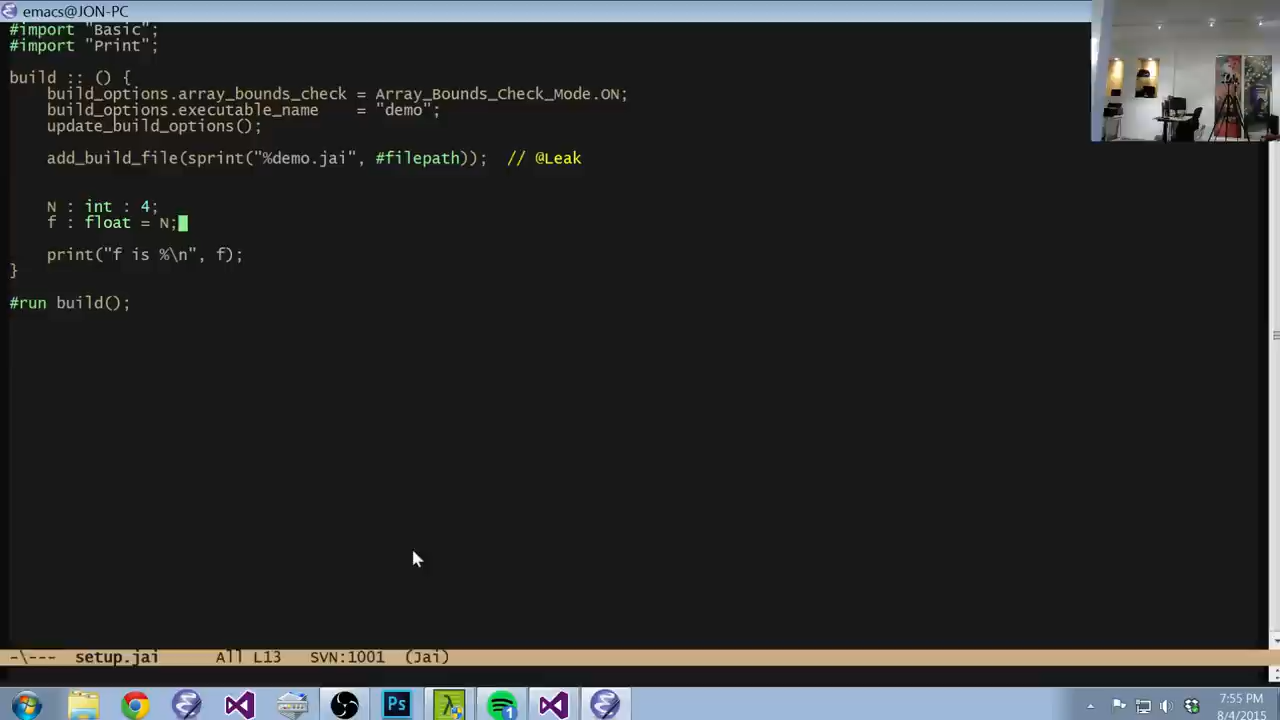 emacs@JON-PC
#import "Basic";
#import "Print";
build :: () {
build_options.array_bounds_check = Array_Bounds_Check_Mode.ON;
build_options.executable_name = "demo";
update_build_options();
add_build_file(sprint("%demo.jai", #filepath)); // @Leak
N : int : 4;
f : float = N;
print("f is %\n", f);
}
#run build();
-\--- setup.jai All L13 SVN:1001 (Jai)
Ps
λ
1
7:55 PM
8/4/2015